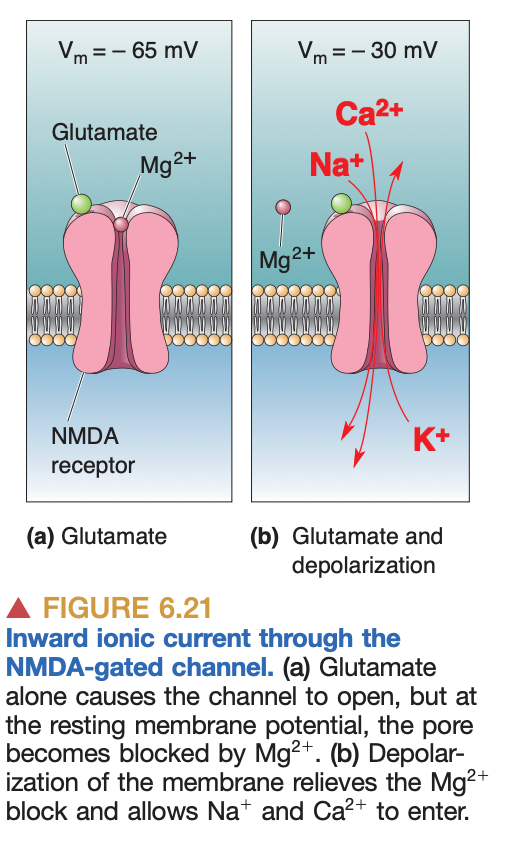 Vm = – 65 mV
Glutamate
Mg2+
NMDA
receptor
(a) Glutamate
Vm = – 30 mV
Ca2+
Na+
Mg2+
K+
(b) Glutamate and
depolarization
▲ FIGURE 6.21
Inward ionic current through the
NMDA-gated channel. (a) Glutamate
alone causes the channel to open, but at
the resting membrane potential, the pore
becomes blocked by Mg2+. (b) Depolar-
ization of the membrane relieves the Mg2+
block and allows Na+ and Ca2+ to enter.